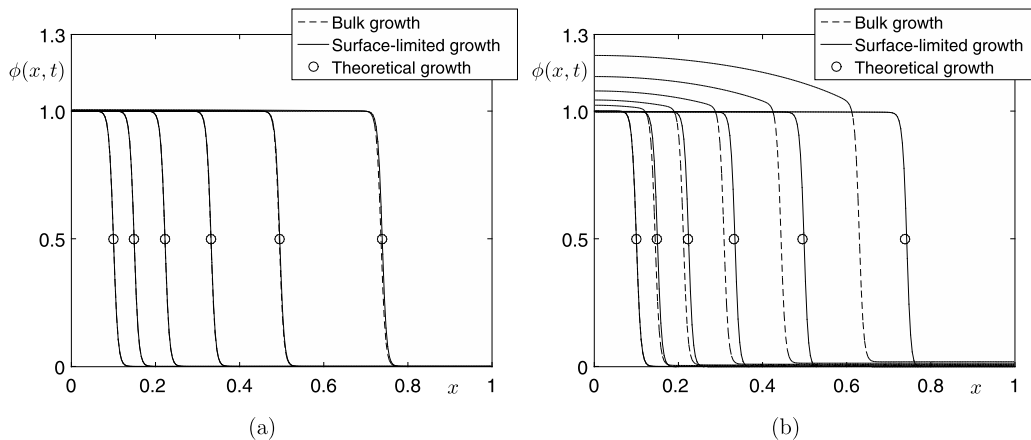 Bulk growth
Surface-limited growth
Theoretical growth
1.3
ϕ(x, t)
1.0
0.5
0
0 0.2 0.4 0.6 0.8 x 1
(a)
Bulk growth
Surface-limited growth
Theoretical growth
1.3
ϕ(x, t)
1.0
0.5
0
0 0.2 0.4 0.6 0.8 x 1
(b)